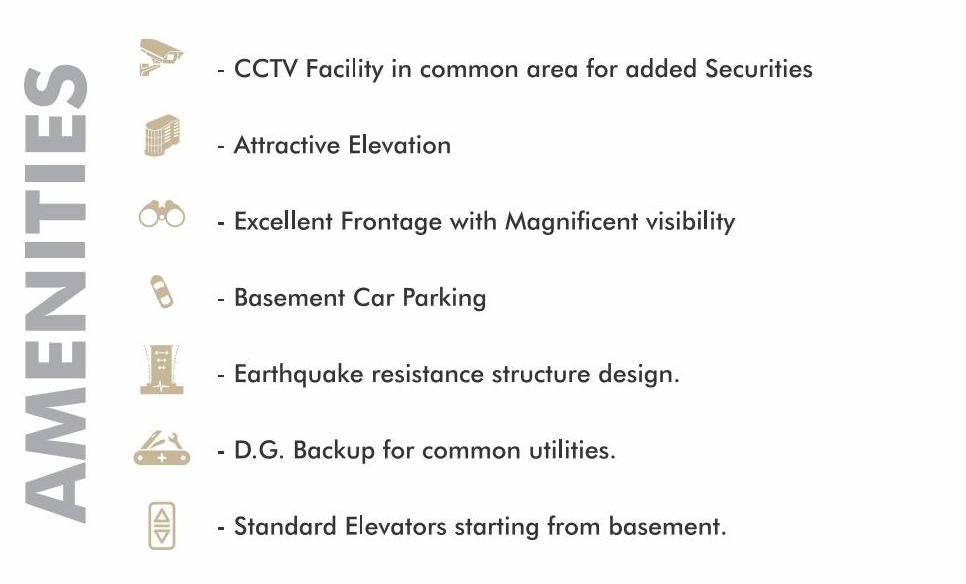 AMENITIES
- CCTV Facility in common area for added Securities
- Attractive Elevation
- Excellent Frontage with Magnificent visibility
- Basement Car Parking
- Earthquake resistance structure design.
- D.G. Backup for common utilities.
- Standard Elevators starting from basement.